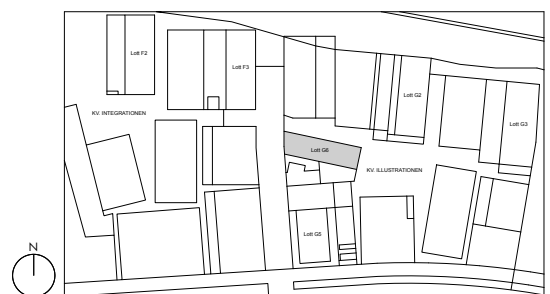 Lott F2
Lott F3
Lott G2
KV. INTEGRATIONEN
Lott G3
Lott G6
KV. ILLUSTRATIONEN
Lott G5
N